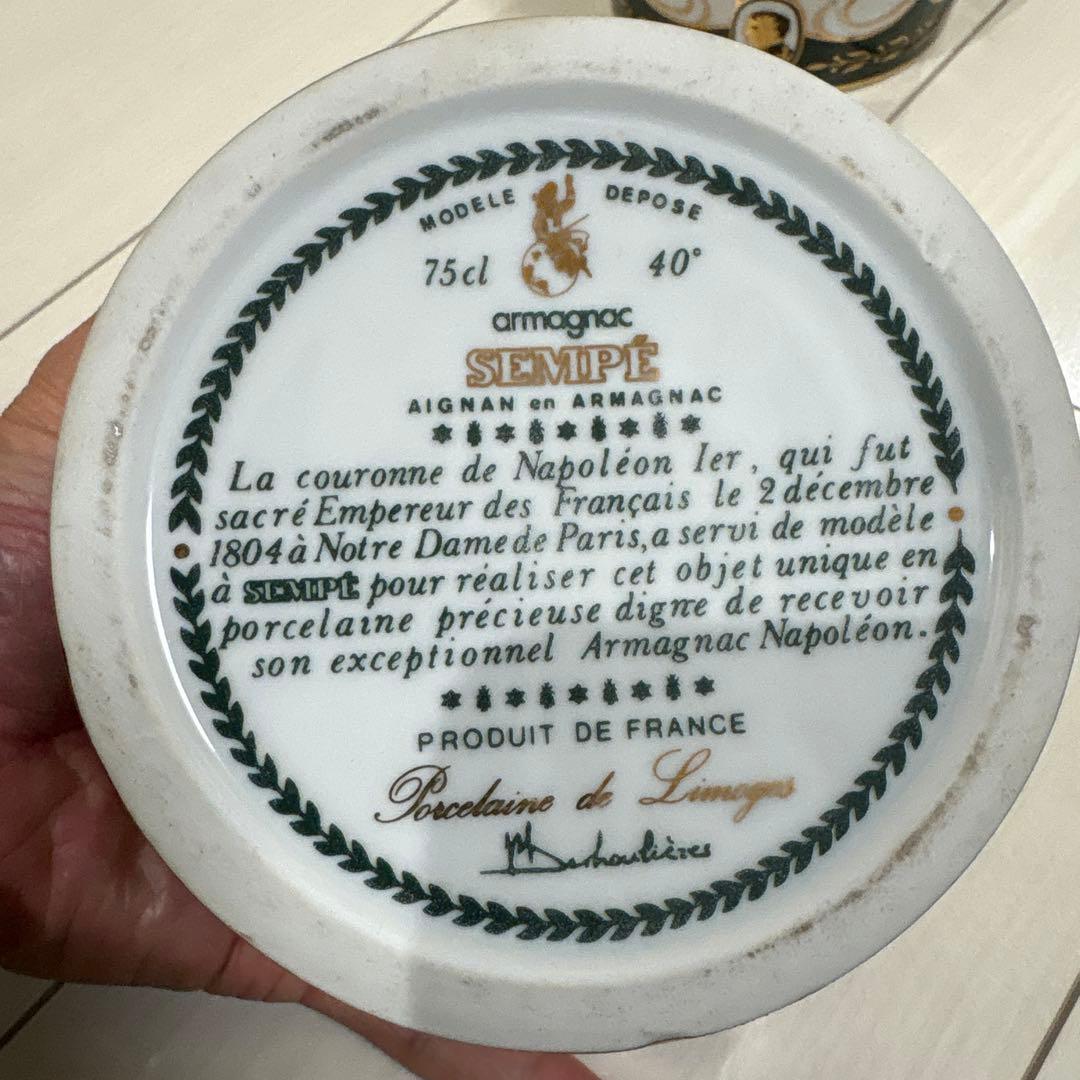 MODELE DEPOSE
75cl 40°
armagnac
SEMPÉ
AIGNAN en ARMAGNAC
La couronne de Napoléon Ier, qui fut
sacré Empereur des Français le 2 décembre
1804 à Notre Dame de Paris, a servi de modèle
à SEMPÉ pour réaliser cet objet unique en
porcelaine précieuse digne de recevoir
son exceptionnel Armagnac Napoléon.
PRODUIT DE FRANCE
Porcelaine de Limoges
M Deshoulières